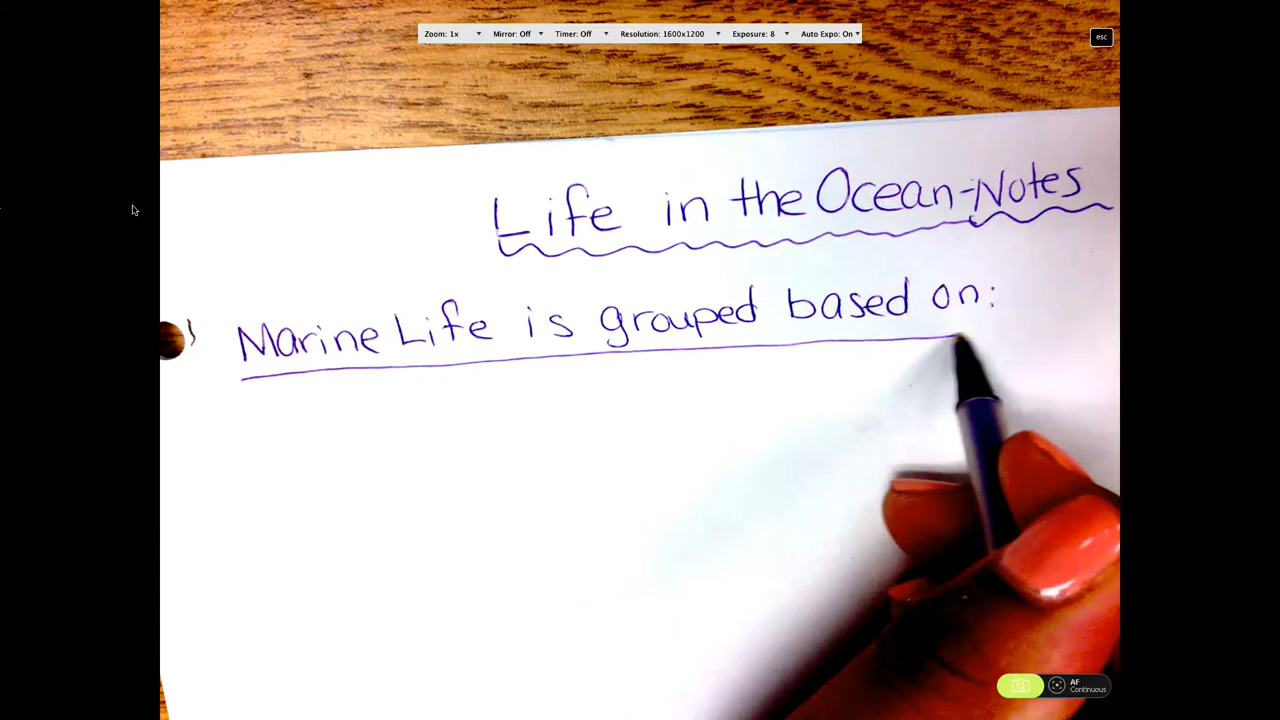 Zoom: 1x Mirror: Off Timer: Off Resolution: 1600x1200 Exposure: 8 Auto Expo: On
esc
Life in the Ocean-Notes
Marine Life is grouped based on:
AF
Continuous